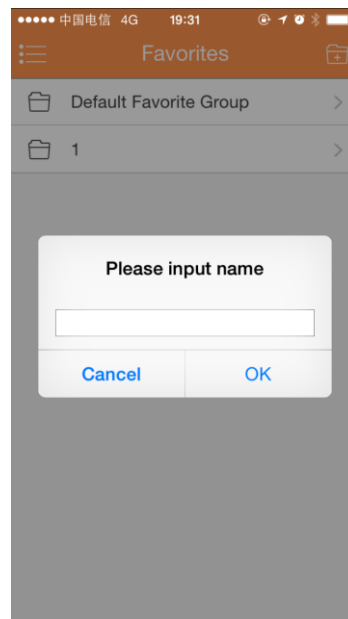 中国电信 4G 19:31
Favorites
Default Favorite Group
1
Please input name
Cancel OK